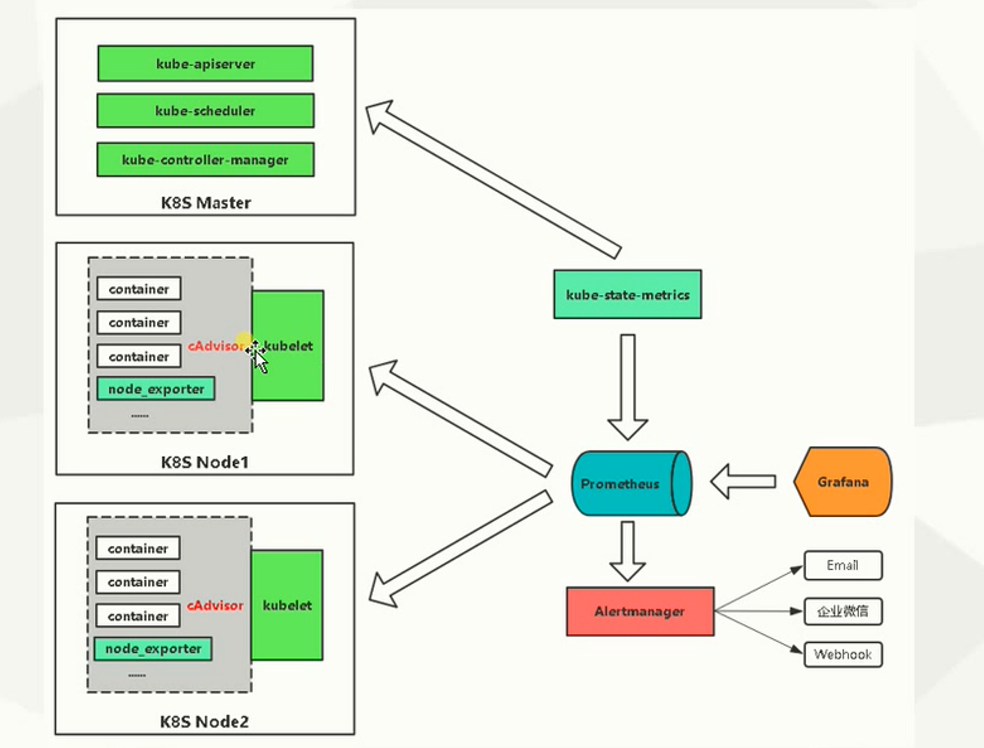 kube-apiserver
kube-scheduler
kube-controller-manager
K8S Master
container
container
container
cAdvisor
kubelet
node_exporter
......
K8S Node1
container
container
container
cAdvisor
kubelet
node_exporter
......
K8S Node2
kube-state-metrics
Prometheus
Grafana
Alertmanager
Email
企业微信
Webhook